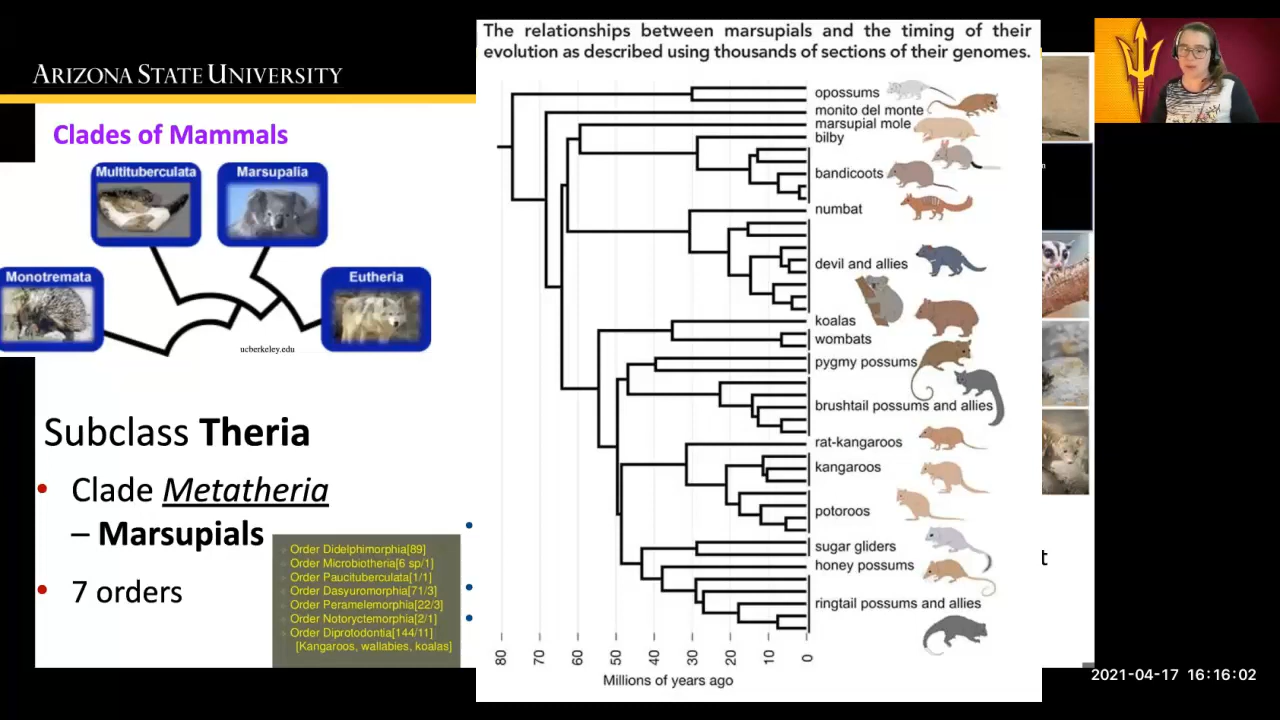 ARIZONA STATE UNIVERSITY
Clades of Mammals
Multituberculata
Marsupalia
Monotremata
Eutheria
ucberkeley.edu
Subclass Theria
• Clade Metatheria
– Marsupials
• 7 orders
Order Didelphimorphia[89]
Order Microbiotheria[6 sp/1]
Order Paucituberculata[1/1]
Order Dasyuromorphia[71/3]
Order Peramelemorphia[22/3]
Order Notoryctemorphia[2/1]
Order Diprotodontia[144/11]
[Kangaroos, wallabies, koalas]
The relationships between marsupials and the timing of their
evolution as described using thousands of sections of their genomes.
opossums
monito del monte
marsupial mole
bilby
bandicoots
numbat
devil and allies
koalas
wombats
pygmy possums
brushtail possums and allies
rat-kangaroos
kangaroos
potoroos
sugar gliders
honey possums
ringtail possums and allies
80 70 60 50 40 30 20 10 0
Millions of years ago
t
2021-04-17 16:16:02